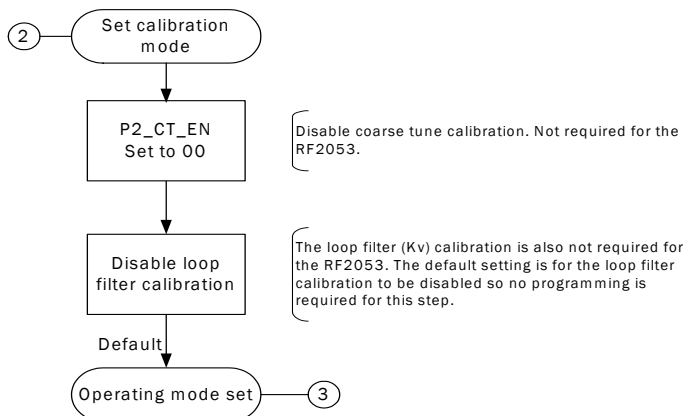 2
Set calibration
mode
P2_CT_EN
Set to 00
Disable coarse tune calibration. Not required for the
RF2053.
Disable loop
filter calibration
The loop filter (Kv) calibration is also not required for
the RF2053. The default setting is for the loop filter
calibration to be disabled so no programming is
required for this step.
Default
Operating mode set
3